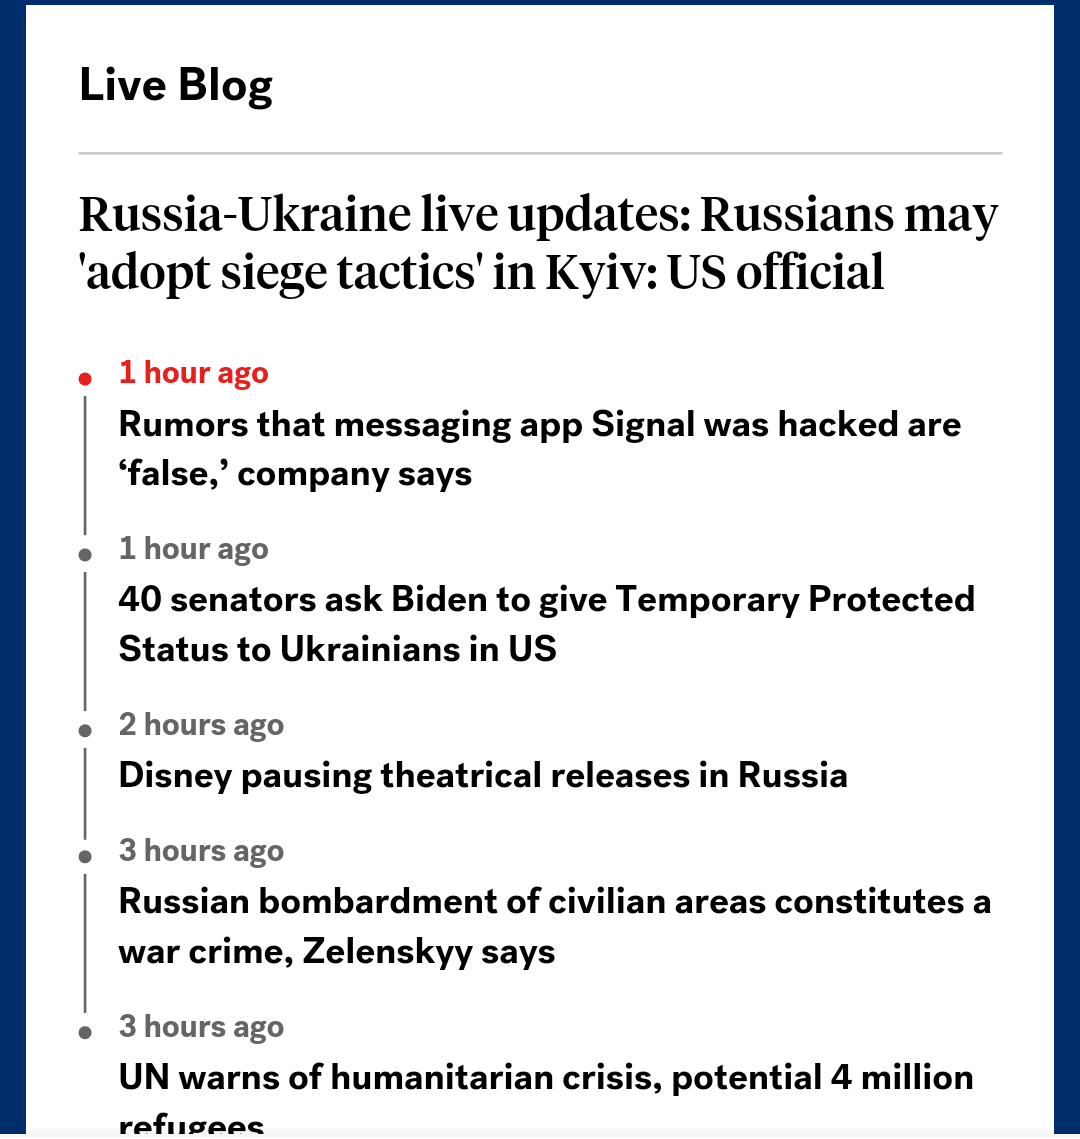 Live Blog
Russia-Ukraine live updates: Russians may
'adopt siege tactics' in Kyiv: US official
1 hour ago
Rumors that messaging app Signal was hacked are
‘false,’ company says
1 hour ago
40 senators ask Biden to give Temporary Protected
Status to Ukrainians in US
2 hours ago
Disney pausing theatrical releases in Russia
3 hours ago
Russian bombardment of civilian areas constitutes a
war crime, Zelenskyy says
3 hours ago
UN warns of humanitarian crisis, potential 4 million
refugees